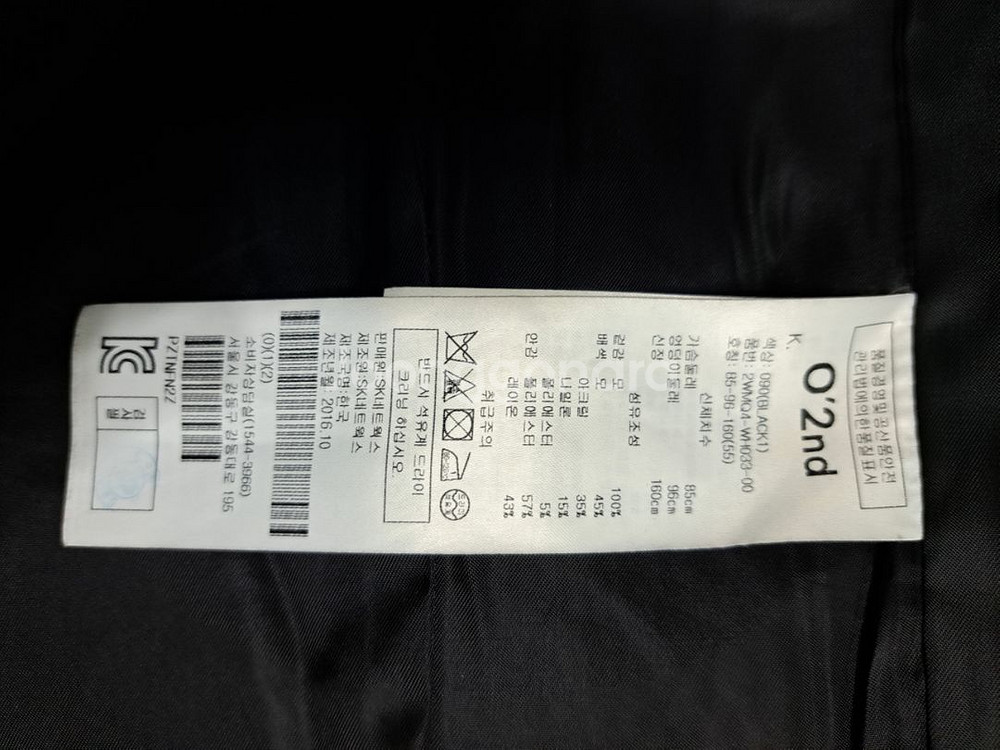 품질경영및공산품안전
관리법에의한품질표시
O'2nd
K.
색상: 090(BLACK1)
품번: 2WMQ4-WH033-00
호칭: 85-96-160(55)
신체치수
가슴둘레 85cm
엉덩이둘레 96cm
신장 160cm
섬유조성
겉감 모 100%
배색 모 45%
아크릴 35%
나일론 15%
폴리에스터 5%
안감 폴리에스터 57%
레이온 43%
취급주의
반드시 석유계 드라이
크리닝 하십시오.
판매원:SK네트웍스
제조원:SK네트웍스
제조국명:한국
제조년월: 2016.10
(0)(1)(2)
소비자상담실(1544-3966)
서울시 강동구 강동대로 195
PZ1NFNZ22
검사별